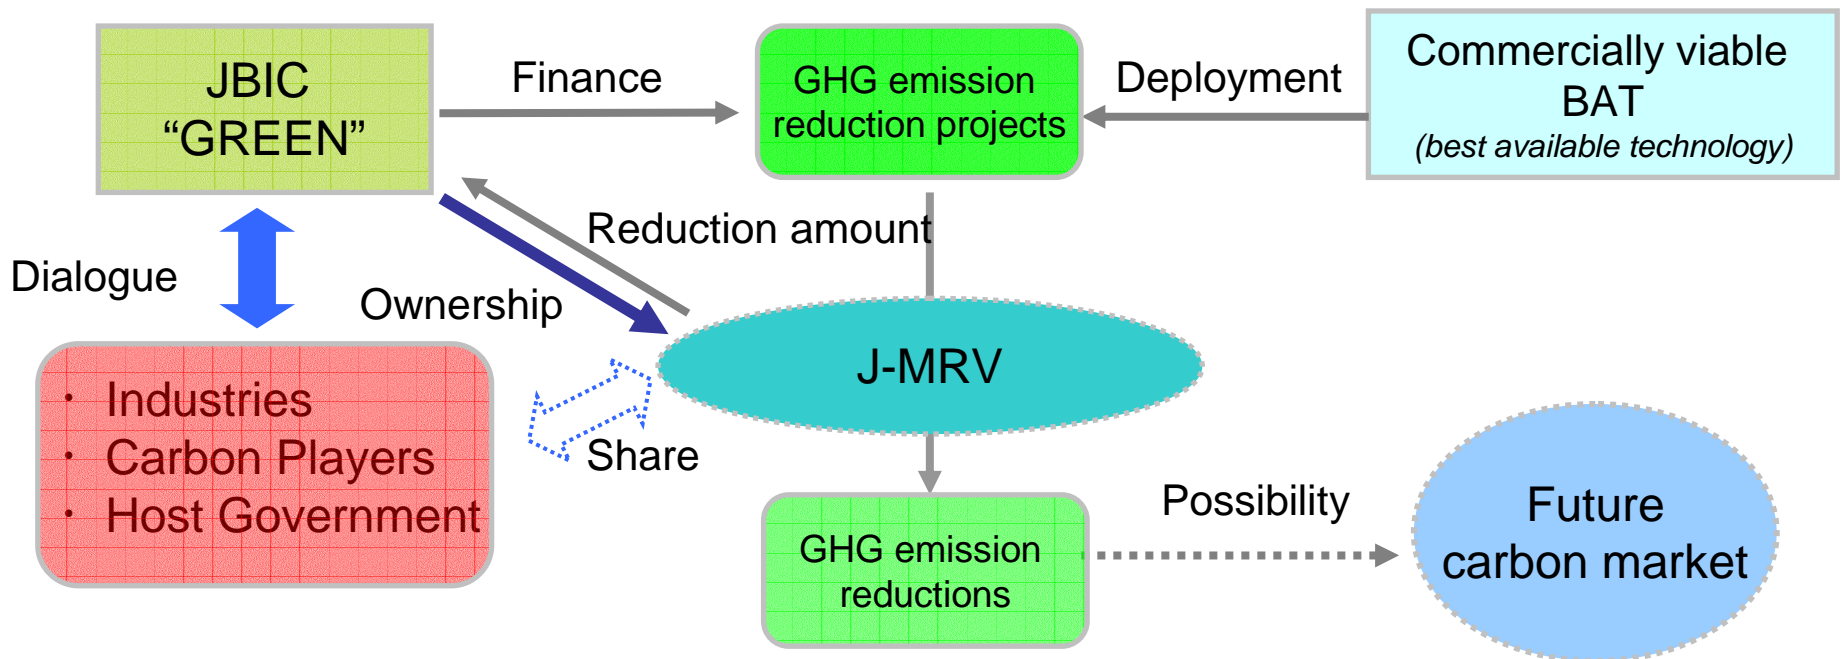 JBIC
“GREEN”
Finance
GHG emission
reduction projects
Deployment
Commercially viable
BAT
(best available technology)
Reduction amount
Dialogue
Ownership
J-MRV
・ Industries
・ Carbon Players
・ Host Government
Share
GHG emission
reductions
Possibility
Future
carbon market